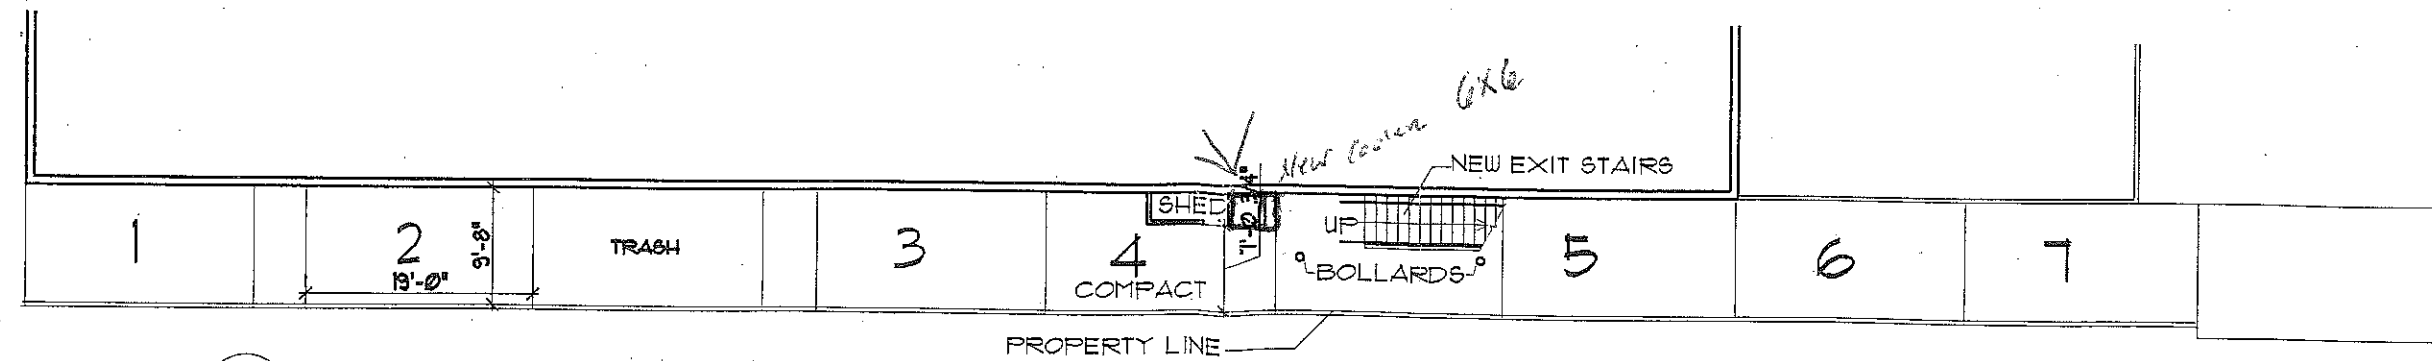 6X6
New Cooler
NEW EXIT STAIRS
1
2
19'-0"
9'-8"
TRASH
3
4
COMPACT
SHED
UP
BOLLARDS
5
6
7
PROPERTY LINE